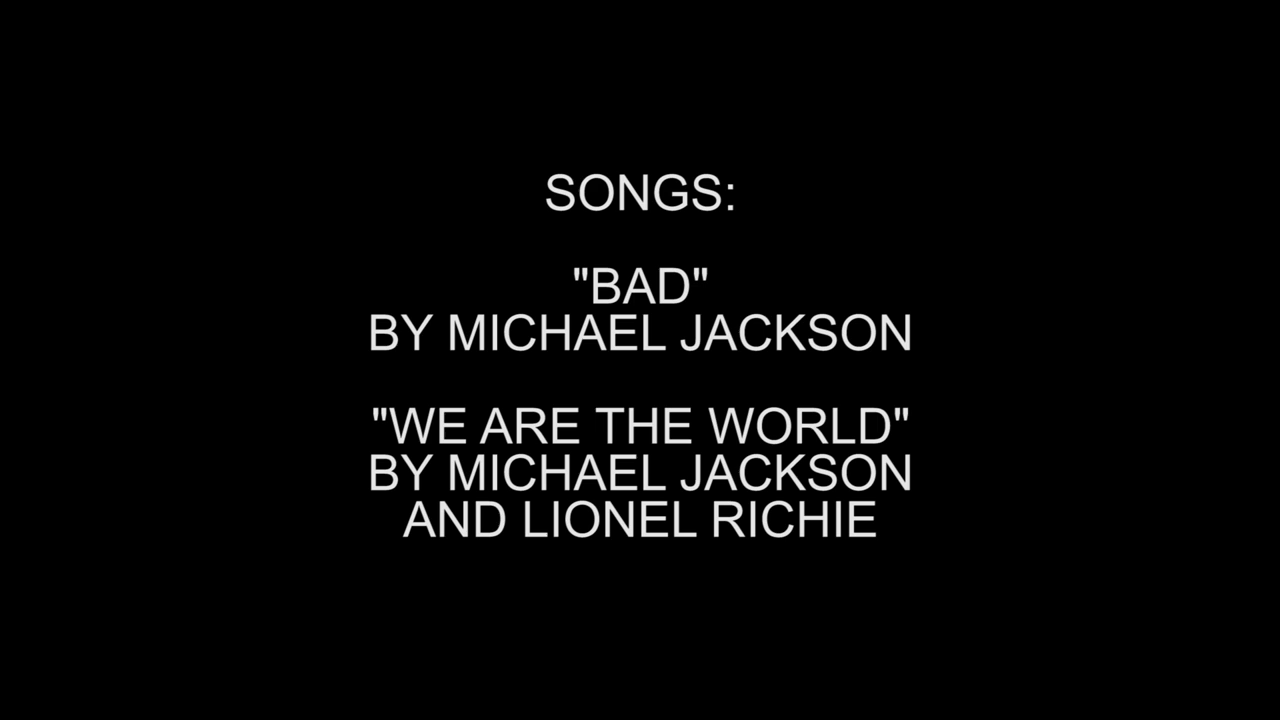 SONGS:
"BAD"
BY MICHAEL JACKSON
"WE ARE THE WORLD"
BY MICHAEL JACKSON
AND LIONEL RICHIE